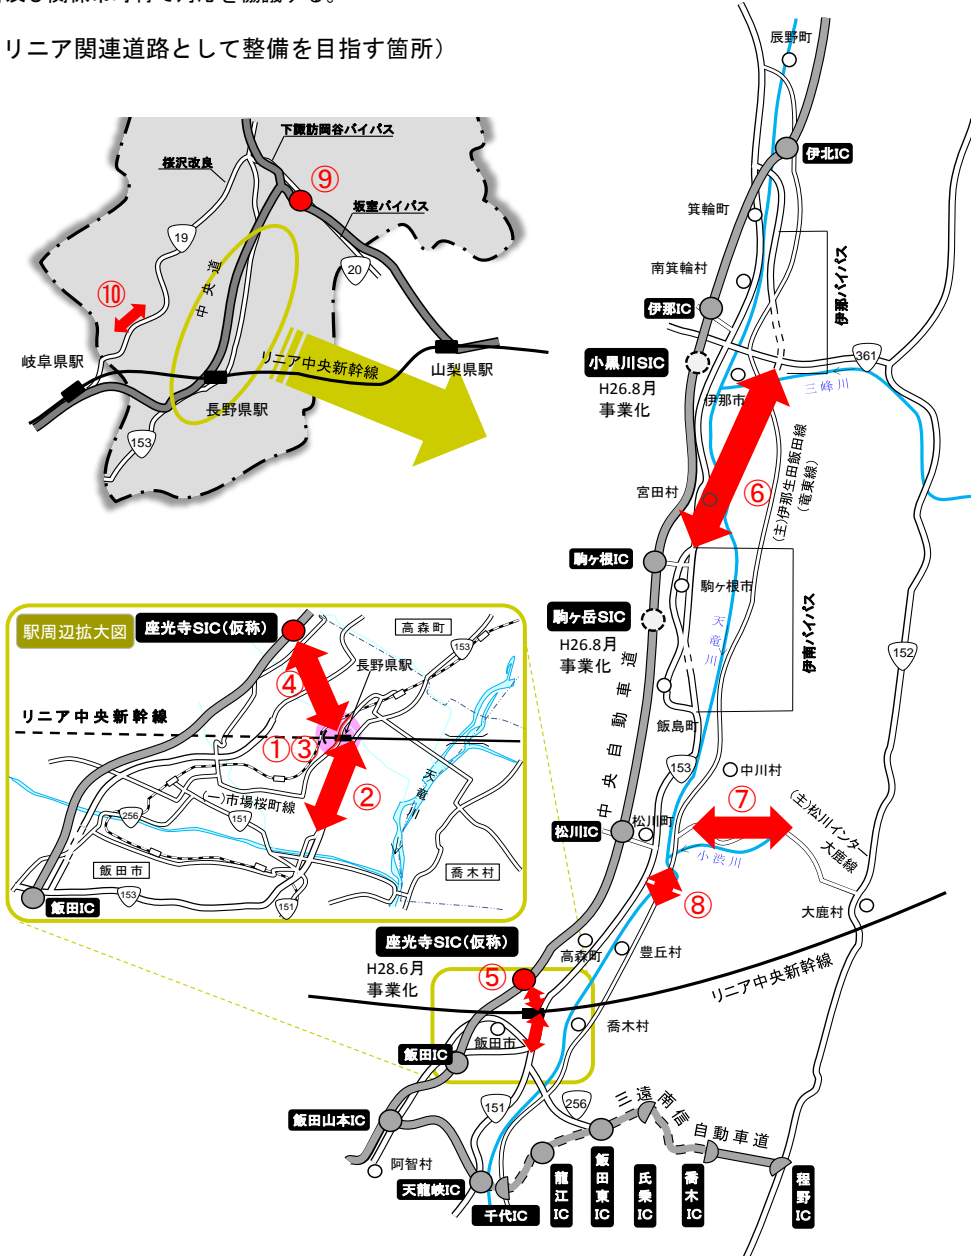 リニア関連道路として整備を目指す箇所）
下諏訪岡谷バイパス
桜沢改良
⑨
坂室バイパス
19
20
中央道
⑩
岐阜県駅
リニア中央新幹線
山梨県駅
長野県駅
153
辰野町
伊北IC
箕輪町
南箕輪村
伊那バイパス
伊那IC
361
小黒川SIC
H26.8月
事業化
伊那市
三峰川
(主)伊那生田飯田線
(竜東線)
宮田村
⑥
駒ヶ根IC
駒ヶ根市
駒ヶ岳SIC
H26.8月
事業化
天竜川
伊南バイパス
152
中央自動車道
飯島町
153
中川村
⑦
(主)松川インター
大鹿線
松川IC
松川町
小渋川
⑧
大鹿村
駅周辺拡大図
座光寺SIC(仮称)
高森町
153
長野県駅
④
リニア中央新幹線
①③
②
天竜川
(一)市場桜町線
256
151
飯田市
喬木村
153
151
飯田IC
座光寺SIC(仮称)
H28.6月
事業化
⑤
高森町
豊丘村
リニア中央新幹線
喬木村
飯田市
飯田IC
飯田山本IC
151
256
三遠南信自動車道
阿智村
天龍峡IC
千代IC
龍江IC
飯田東IC
氏乗IC
喬木IC
程野IC